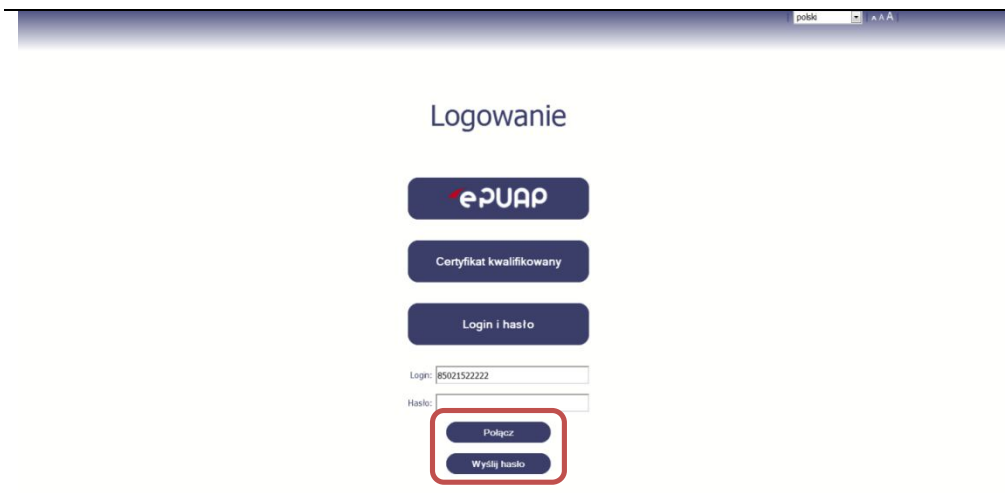 polski A A A
Logowanie
ePUAP
Certyfikat kwalifikowany
Login i hasło
Login: 85021522222
Hasło:
Połącz
Wyślij hasło